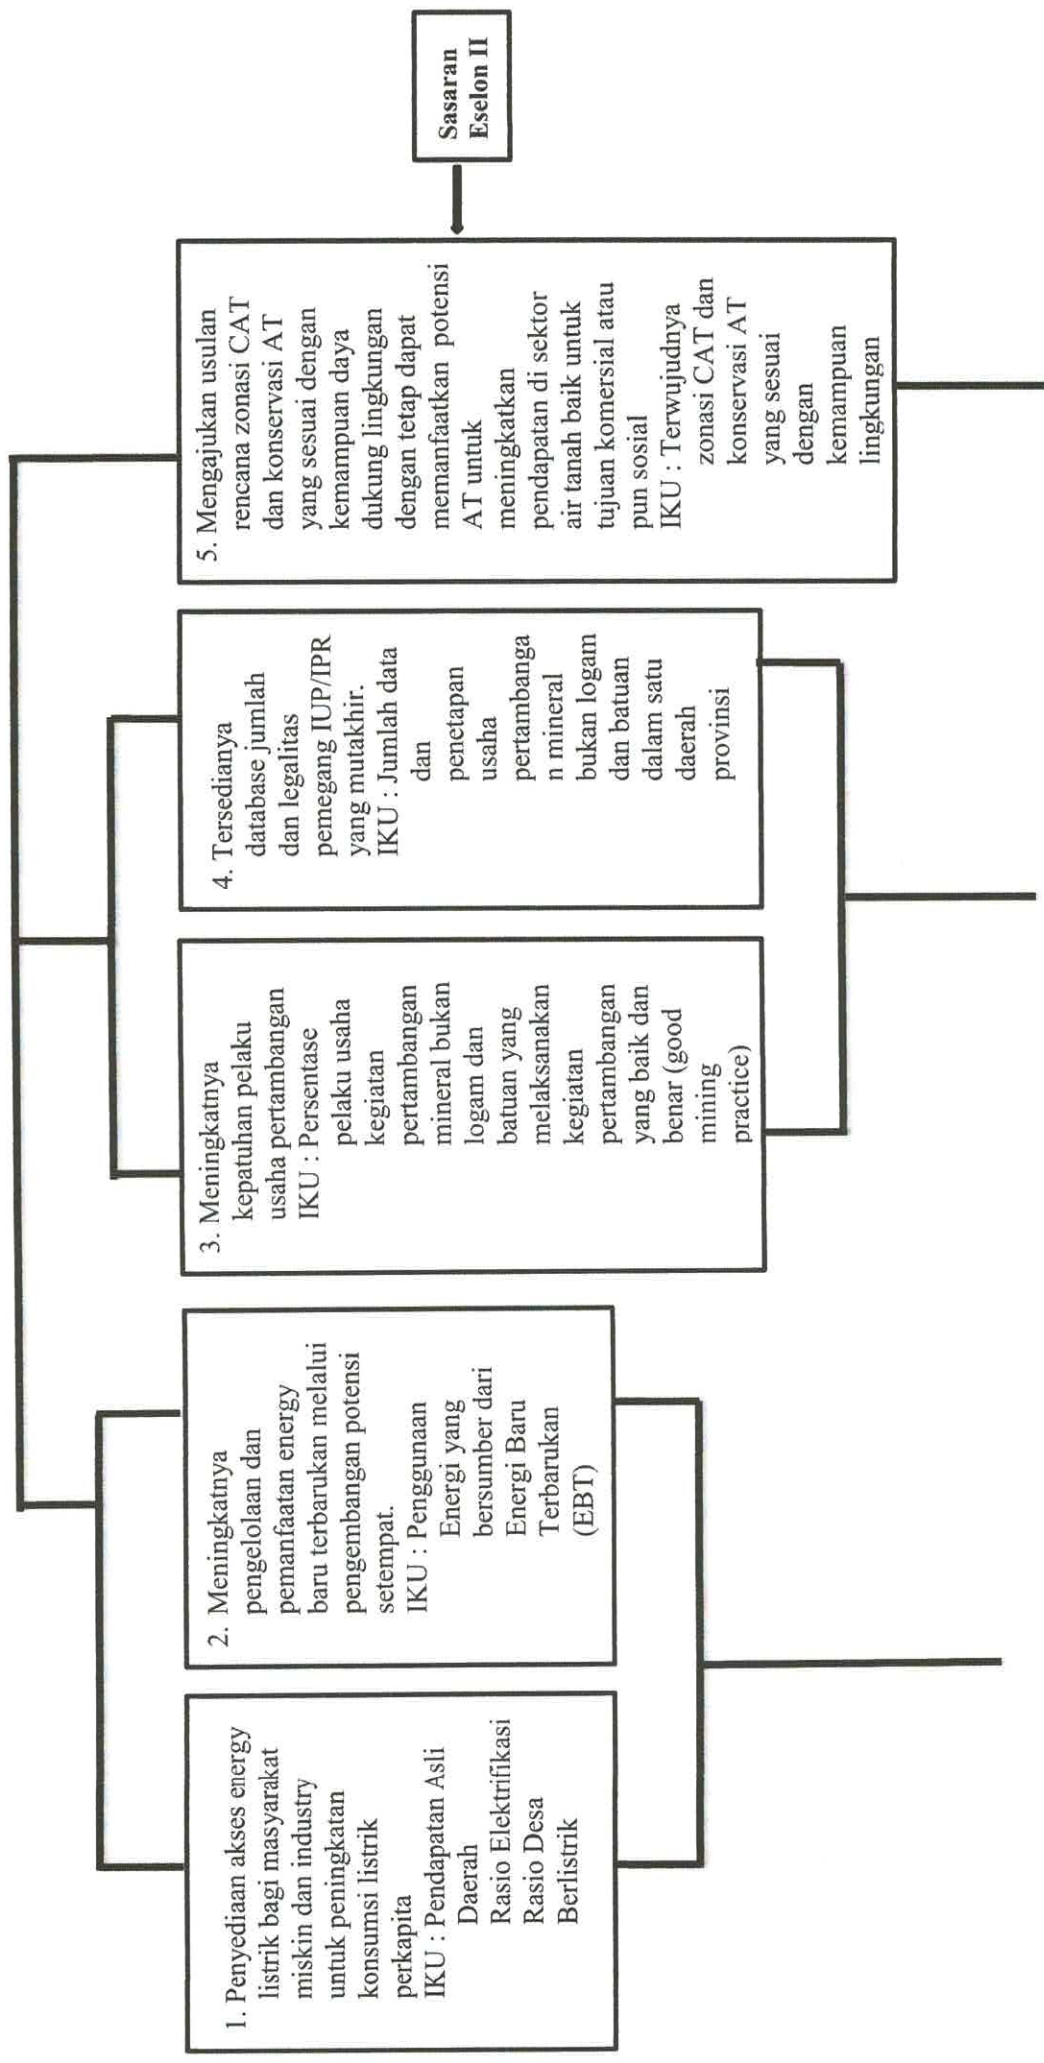 1. Penyediaan akses energy
listrik bagi masyarakat
miskin dan industry
untuk peningkatan
konsumsi listrik
perkapita
IKU : Pendapatan Asli
Daerah
Rasio Elektrifikasi
Rasio Desa
Berlistrik
2. Meningkatnya
pengelolaan dan
pemanfaatan energy
baru terbarukan melalui
pengembangan potensi
setempat.
IKU : Penggunaan
Energi yang
bersumber dari
Energi Baru
Terbarukan
(EBT)
3. Meningkatnya
kepatuhan pelaku
usaha pertambangan
IKU : Persentase
pelaku usaha
kegiatan
pertambangan
mineral bukan
logam dan
batuan yang
melaksanakan
kegiatan
pertambangan
yang baik dan
benar (good
mining
practice)
4. Tersedianya
database jumlah
dan legalitas
pemegang IUP/IPR
yang mutakhir.
IKU : Jumlah data
dan
penetapan
usaha
pertambanga
n mineral
bukan logam
dan batuan
dalam satu
daerah
provinsi
5. Mengajukan usulan
rencana zonasi CAT
dan konservasi AT
yang sesuai dengan
kemampuan daya
dukung lingkungan
dengan tetap dapat
memanfaatkan potensi
AT untuk
meningkatkan
pendapatan di sektor
air tanah baik untuk
tujuan komersial atau
pun sosial
IKU : Terwujudnya
zonasi CAT dan
konservasi AT
yang sesuai
dengan
kemampuan
lingkungan
Sasaran
Eselon II